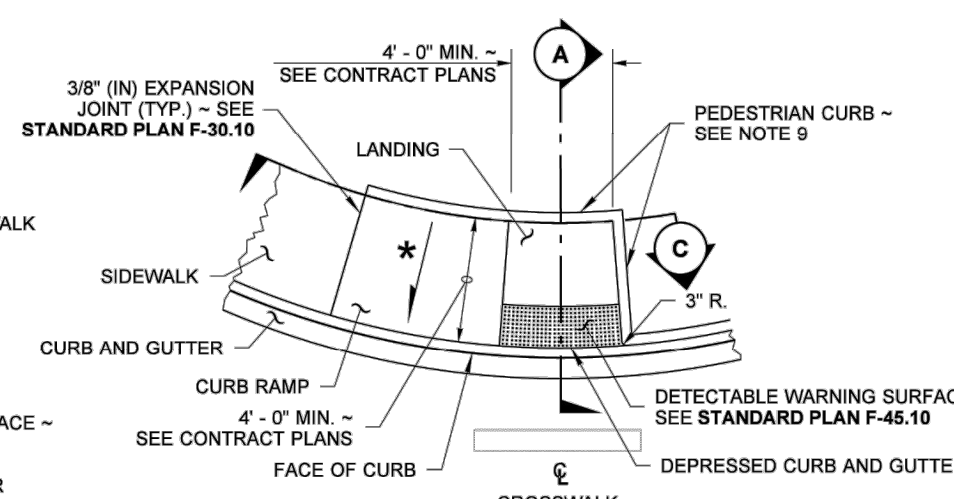 4' - 0" MIN. ~
SEE CONTRACT PLANS
A
3/8" (IN) EXPANSION
JOINT (TYP.) ~ SEE
STANDARD PLAN F-30.10
PEDESTRIAN CURB ~
SEE NOTE 9
LANDING
ALK
*
C
SIDEWALK
3" R.
CURB AND GUTTER
CURB RAMP
DETECTABLE WARNING SURFAC
SEE STANDARD PLAN F-45.10
4' - 0" MIN. ~
SEE CONTRACT PLANS
ACE ~
FACE OF CURB
DEPRESSED CURB AND GUTTE
R
CL
CROSSWALK